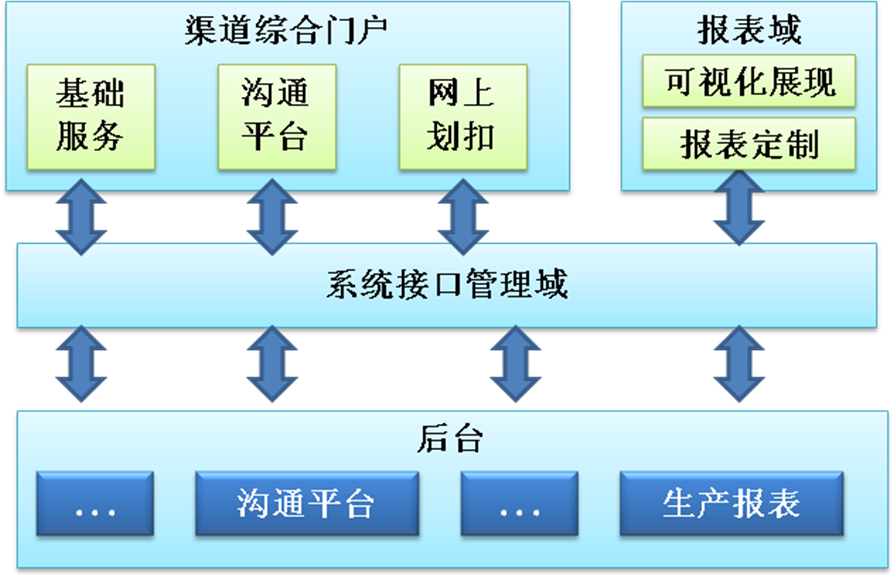 渠道综合门户
基础
服务
沟通
平台
网上
划扣
报表域
可视化展现
报表定制
系统接口管理域
后台
...
沟通平台
...
生产报表